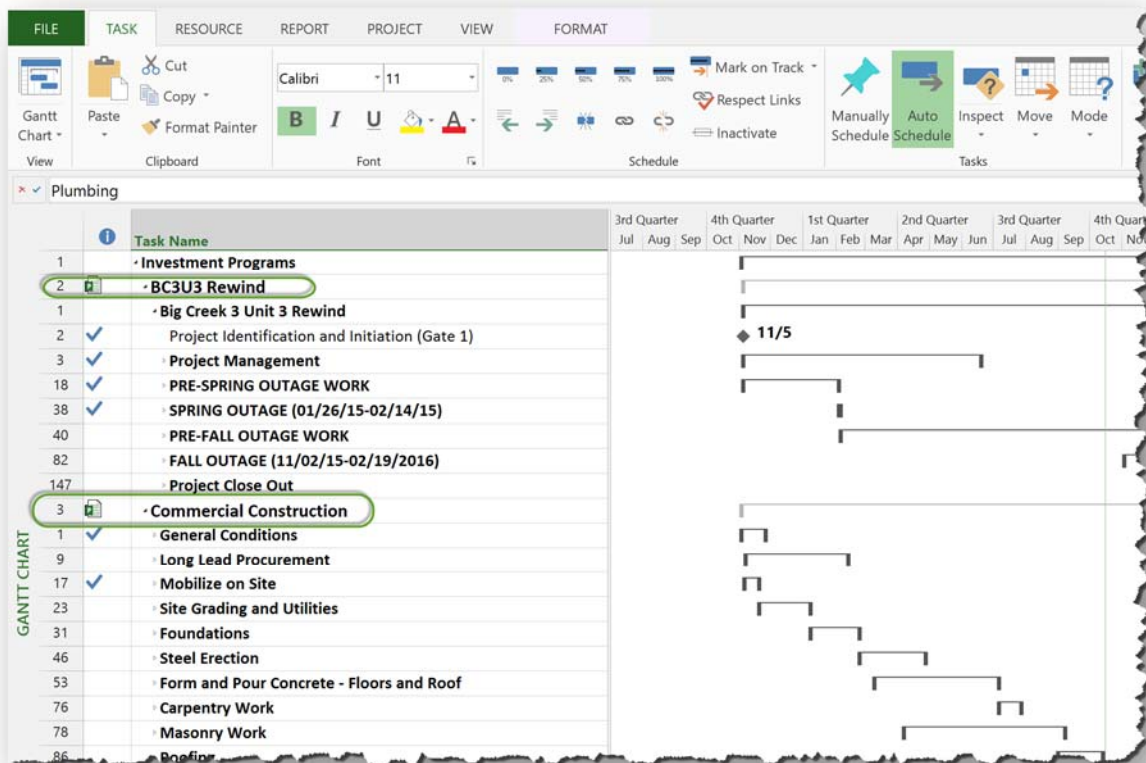 FILE TASK RESOURCE REPORT PROJECT VIEW FORMAT
Cut
Copy
Format Painter
Paste
Gantt
Chart
View
Clipboard
Calibri 11
B I U A
Font
0% 25% 50% 75% 100%
Mark on Track
Respect Links
Inactivate
Schedule
Manually
Schedule
Auto
Schedule
Inspect
Move
Mode
Tasks
Plumbing
3rd Quarter 4th Quarter 1st Quarter 2nd Quarter 3rd Quarter
Task Name Jul Aug Sep Oct Nov Dec Jan Feb Mar Apr May Jun Jul Aug Sep Oct
1 Investment Programs
2 BC3U3 Rewind
1 Big Creek 3 Unit 3 Rewind
2 Project Identification and Initiation (Gate 1) 11/5
3 Project Management
18 PRE-SPRING OUTAGE WORK
38 SPRING OUTAGE (01/26/15-02/14/15)
40 PRE-FALL OUTAGE WORK
82 FALL OUTAGE (11/02/15-02/19/2016)
147 Project Close Out
3 Commercial Construction
1 General Conditions
9 Long Lead Procurement
17 Mobilize on Site
23 Site Grading and Utilities
31 Foundations
46 Steel Erection
53 Form and Pour Concrete - Floors and Roof
76 Carpentry Work
78 Masonry Work
86 Roofing
GANTT CHART